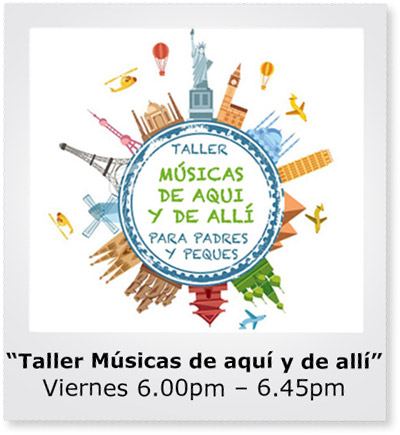 TALLER
MÚSICAS
DE AQUI
Y DE ALLÍ
PARA PADRES
Y PEQUES
“Taller Músicas de aquí y de allí”
Viernes 6.00pm – 6.45pm